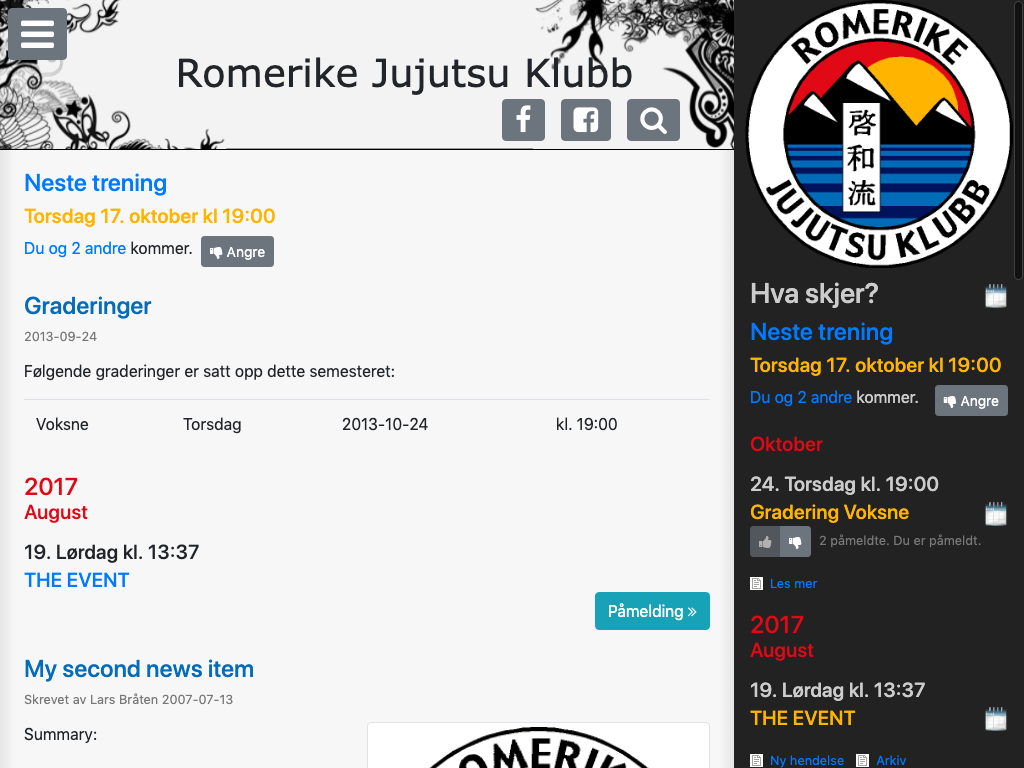 Romerike Jujutsu Klubb
Neste trening
Torsdag 17. oktober kl 19:00
Du og 2 andre kommer. Angre
Graderinger
2013-09-24
Følgende graderinger er satt opp dette semesteret:
Voksne Torsdag 2013-10-24 kl. 19:00
2017
August
19. Lørdag kl. 13:37
THE EVENT
Påmelding »
My second news item
Skrevet av Lars Bråten 2007-07-13
Summary:
ROMERIKE
ROMERIKE
啓和流
JUJUTSU KLUBB
Hva skjer?
Neste trening
Torsdag 17. oktober kl 19:00
Du og 2 andre kommer. Angre
Oktober
24. Torsdag kl. 19:00
Gradering Voksne
2 påmeldte. Du er påmeldt.
Les mer
2017
August
19. Lørdag kl. 13:37
THE EVENT
Ny hendelse Arkiv